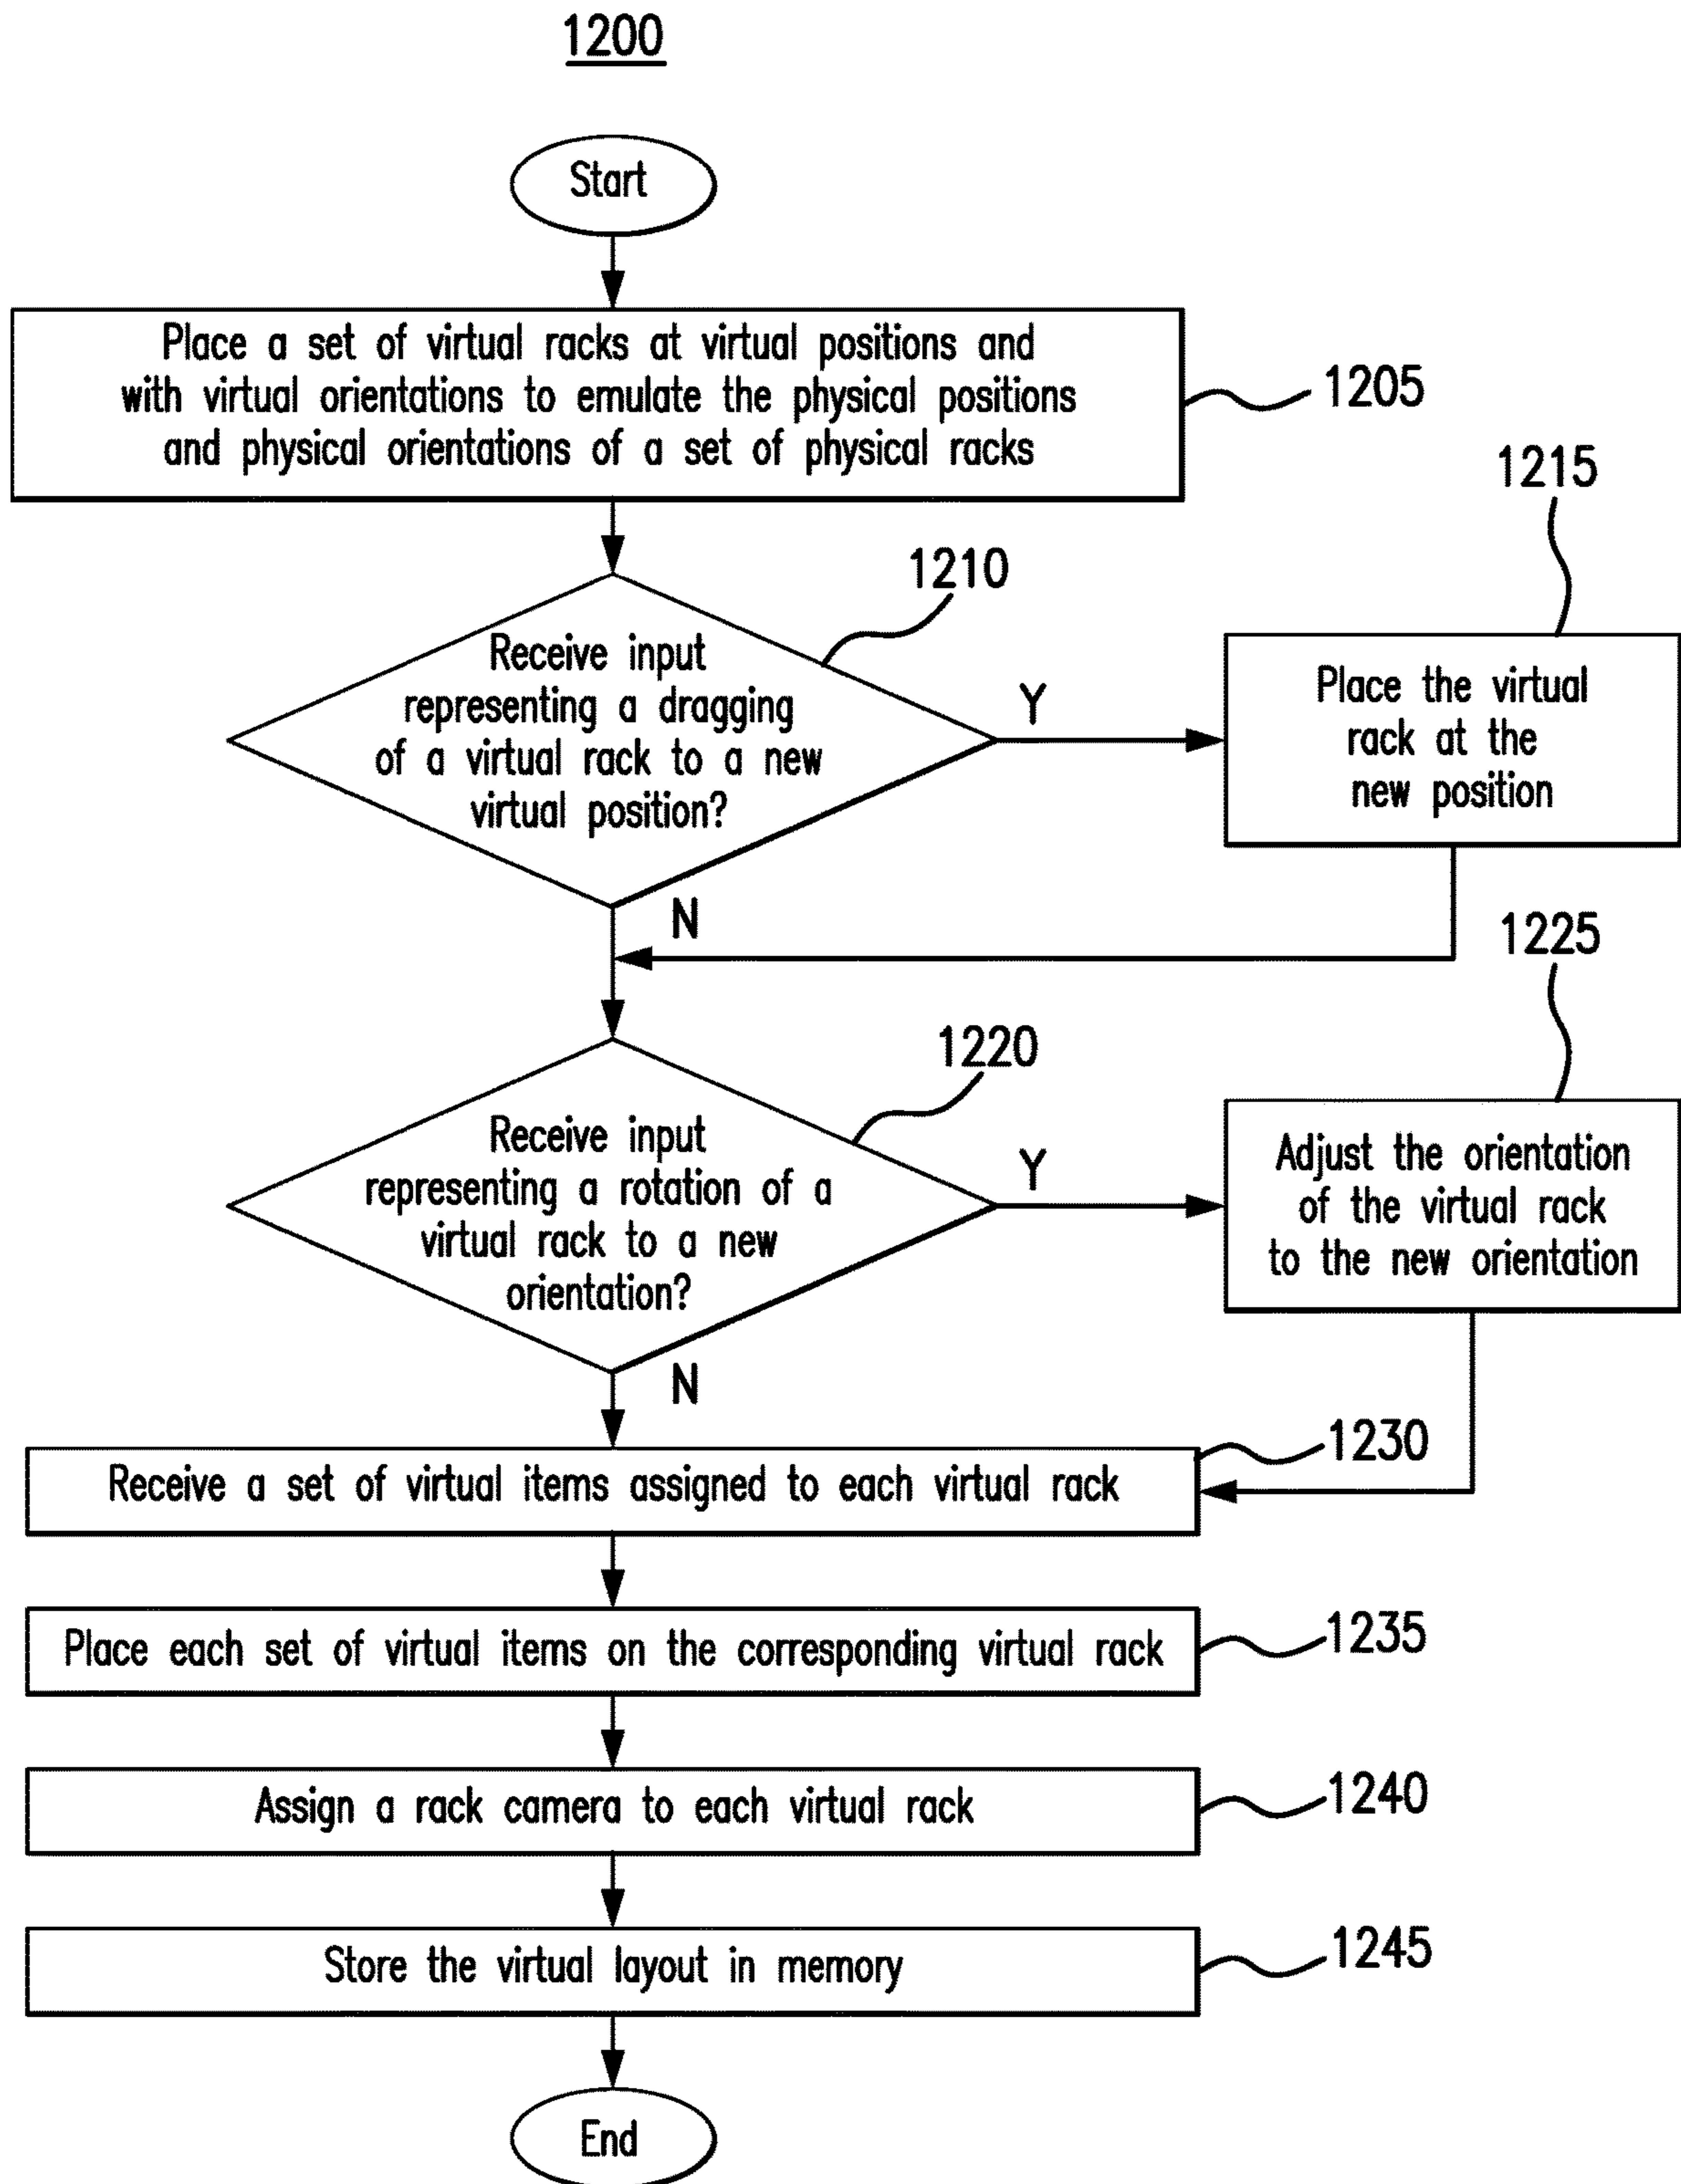 1200
Start
Place a set of virtual racks at virtual positions and
with virtual orientations to emulate the physical positions
and physical orientations of a set of physical racks
1205
1210
Receive input
representing a dragging
of a virtual rack to a new
virtual position?
Y
N
1215
Place the virtual
rack at the
new position
1220
Receive input
representing a rotation of a
virtual rack to a new
orientation?
Y
N
1225
Adjust the orientation
of the virtual rack
to the new orientation
Receive a set of virtual items assigned to each virtual rack
1230
Place each set of virtual items on the corresponding virtual rack
1235
Assign a rack camera to each virtual rack
1240
Store the virtual layout in memory
1245
End